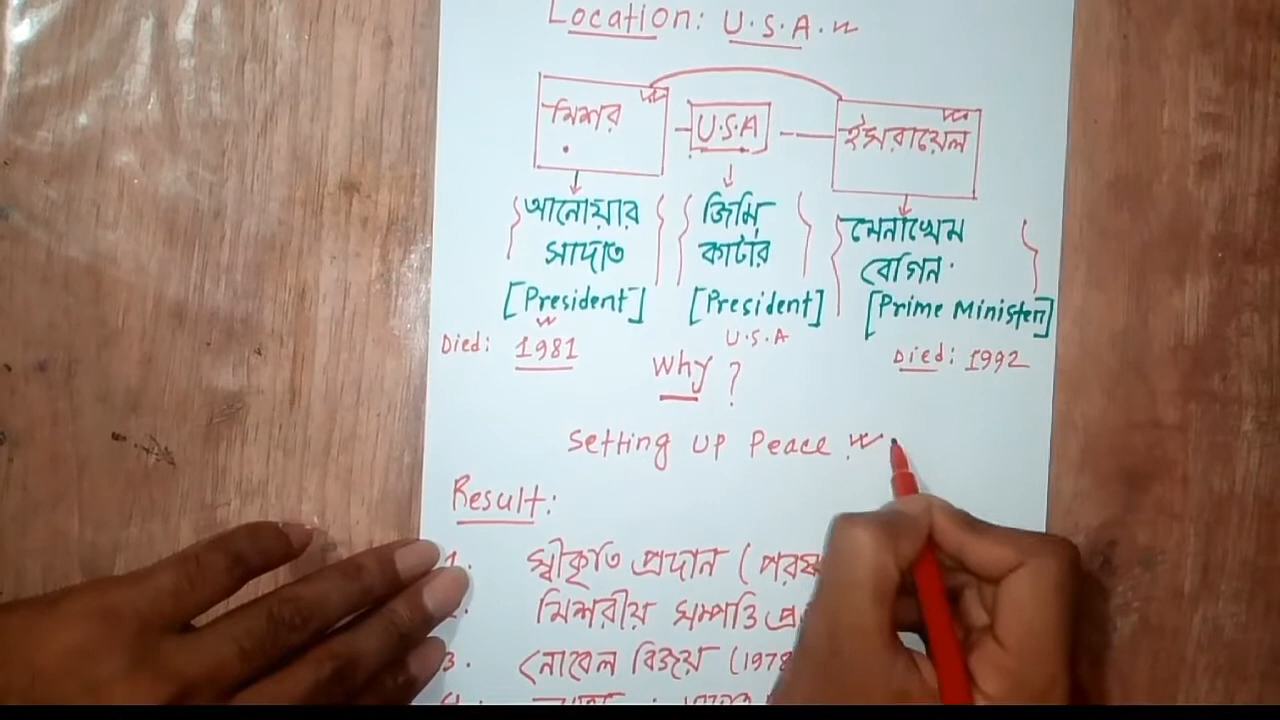 Location: U.S.A.
মিশর U.S.A ইসরায়েল
আনোয়ার জিমি মেনাখেম
সাদাত কার্টার বেগিন
[President] [President] [Prime Minister]
U.S.A
Died: 1981 Died: 1992
Why?
Setting UP Peace.
Result:
1. স্বীকৃতি প্রদান (
মিশরীয় সম্পত্তি
3. নোবেল বিজয় (1978